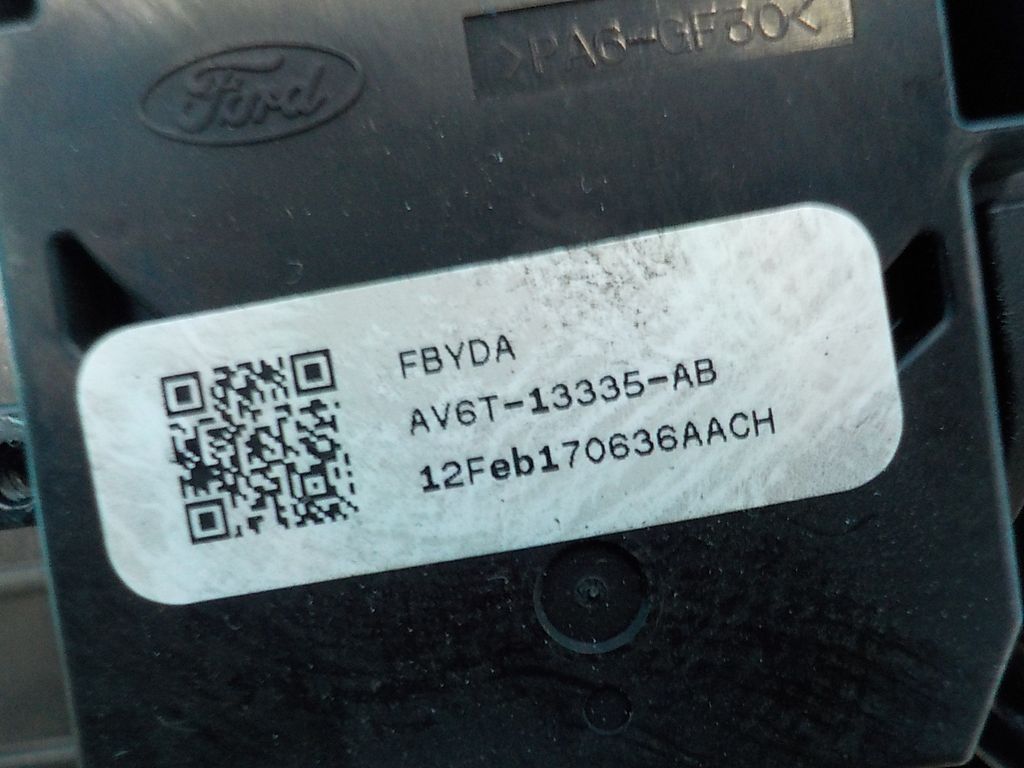 Ford
>PA6-GF30<
FBYDA
AV6T-13335-AB
12Feb170636AACH